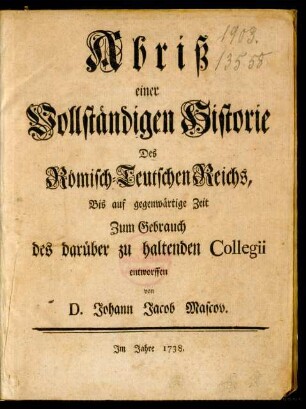 1903.
13555
Abriß
einer
Vollständigen Historie
Des
Römisch-Teutschen Reichs,
Bis auf gegenwärtige Zeit
Zum Gebrauch
des darüber zu haltenden Collegii
entworffen
von
D. Johann Jacob Mascov.
Im Jahre 1738.